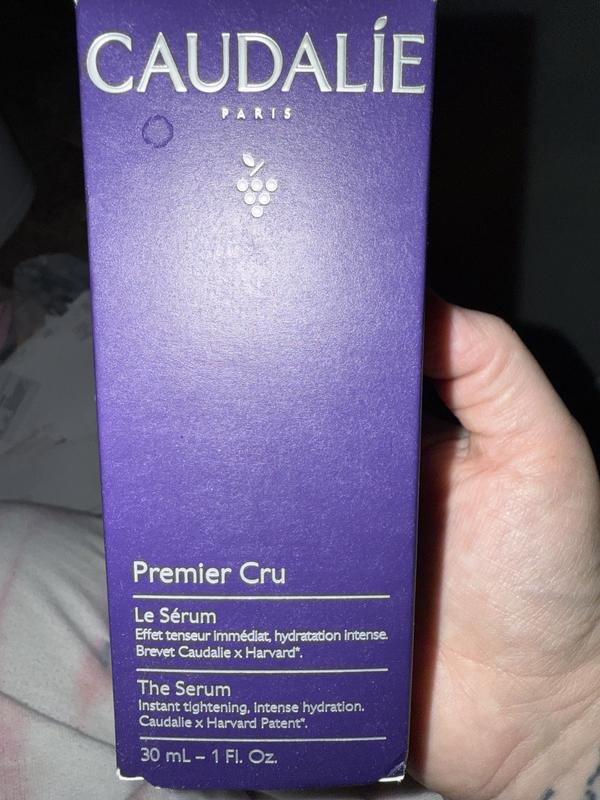 CAUDALÍE
PARIS
Premier Cru
Le Sérum
Effet tenseur immédiat, hydratation intense.
Brevet Caudalie x Harvard*.
The Serum
Instant tightening, intense hydration.
Caudalie x Harvard Patent*.
30 mL – 1 Fl. Oz.